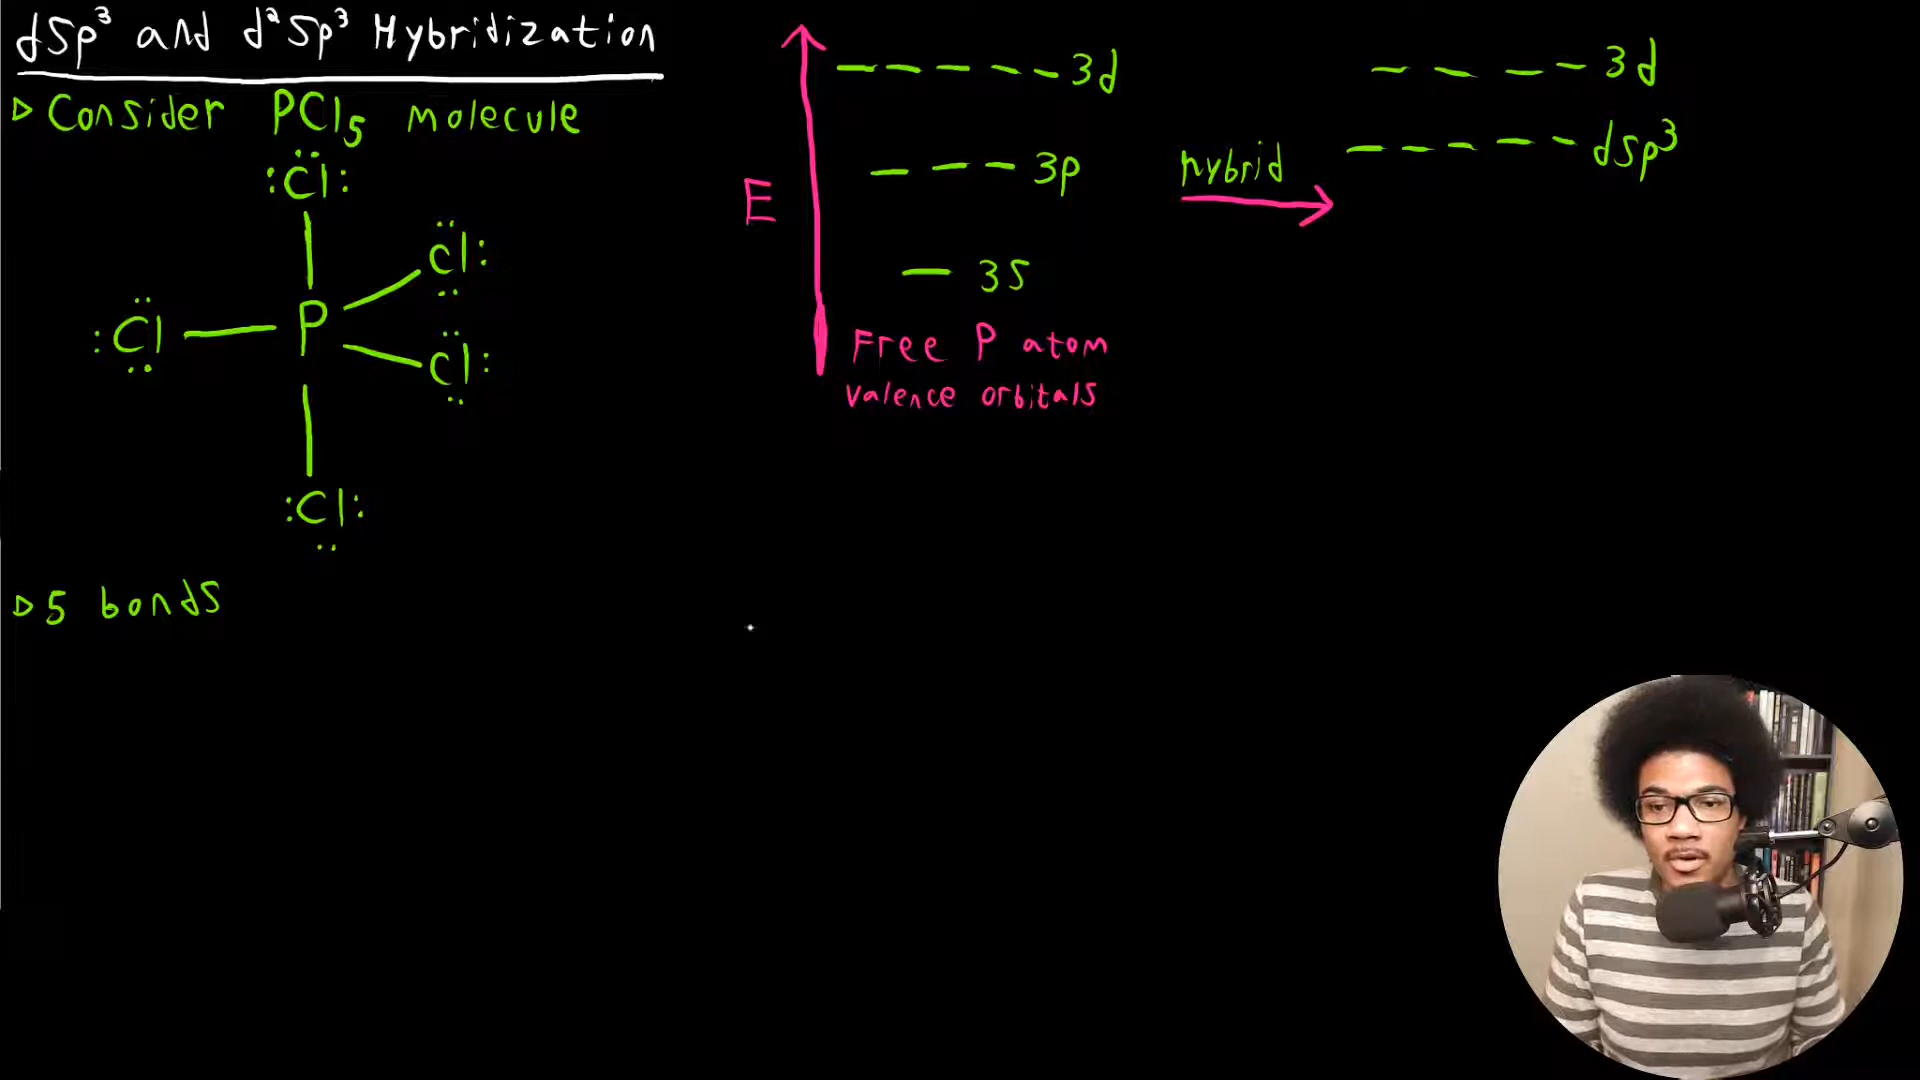 dsp³ and d²sp³ Hybridization
▹ Consider PCl₅ molecule
:Cl:
Cl:
:Cl
P
Cl:
:Cl:
▹ 5 bonds
E
3d
3p
3s
Free P atom
valence orbitals
hybrid
3d
dsp³